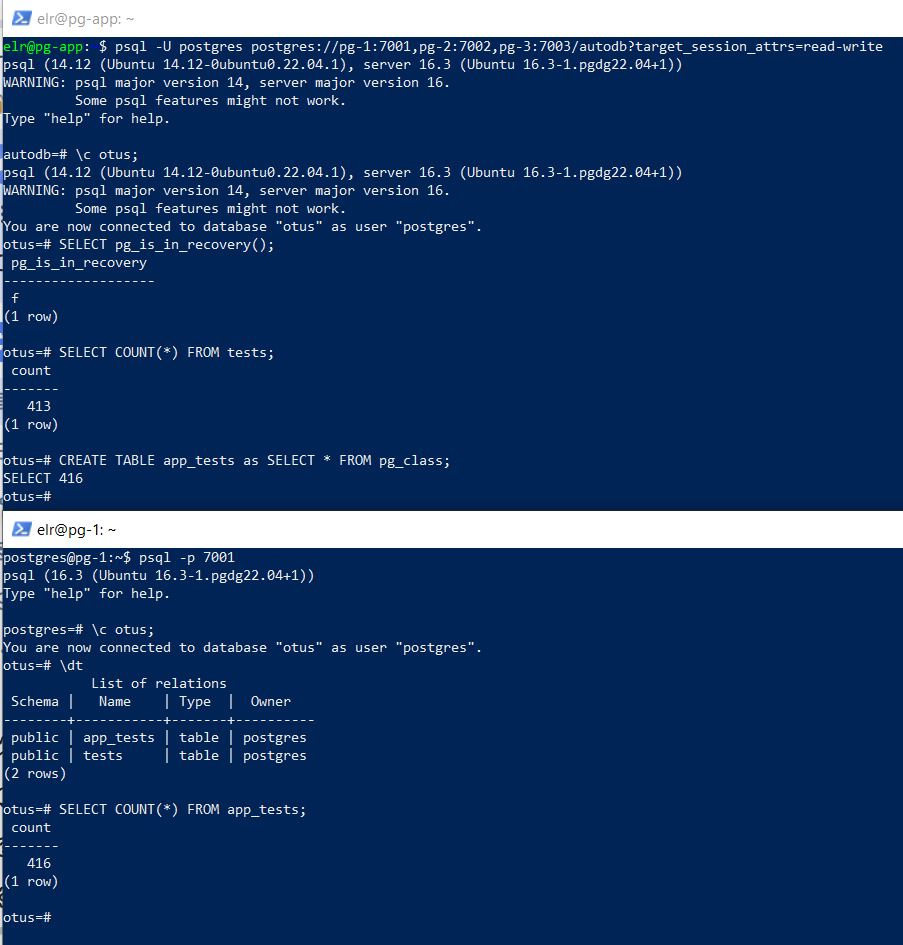 elr@pg-app: ~
elr@pg-app: $ psql -U postgres postgres://pg-1:7001,pg-2:7002,pg-3:7003/autodb?target_session_attrs=read-write
psql (14.12 (Ubuntu 14.12-0ubuntu0.22.04.1), server 16.3 (Ubuntu 16.3-1.pgdg22.04+1))
WARNING: psql major version 14, server major version 16.
         Some psql features might not work.
Type "help" for help.

autodb=# \c otus;
psql (14.12 (Ubuntu 14.12-0ubuntu0.22.04.1), server 16.3 (Ubuntu 16.3-1.pgdg22.04+1))
WARNING: psql major version 14, server major version 16.
         Some psql features might not work.
You are now connected to database "otus" as user "postgres".
otus=# SELECT pg_is_in_recovery();
 pg_is_in_recovery
-------------------
 f
(1 row)

otus=# SELECT COUNT(*) FROM tests;
 count
-------
   413
(1 row)

otus=# CREATE TABLE app_tests as SELECT * FROM pg_class;
SELECT 416
otus=#
elr@pg-1: ~
postgres@pg-1:~$ psql -p 7001
psql (16.3 (Ubuntu 16.3-1.pgdg22.04+1))
Type "help" for help.

postgres=# \c otus;
You are now connected to database "otus" as user "postgres".
otus=# \dt
           List of relations
 Schema |   Name    | Type  |  Owner
--------+-----------+-------+----------
 public | app_tests | table | postgres
 public | tests     | table | postgres
(2 rows)

otus=# SELECT COUNT(*) FROM app_tests;
 count
-------
   416
(1 row)

otus=#